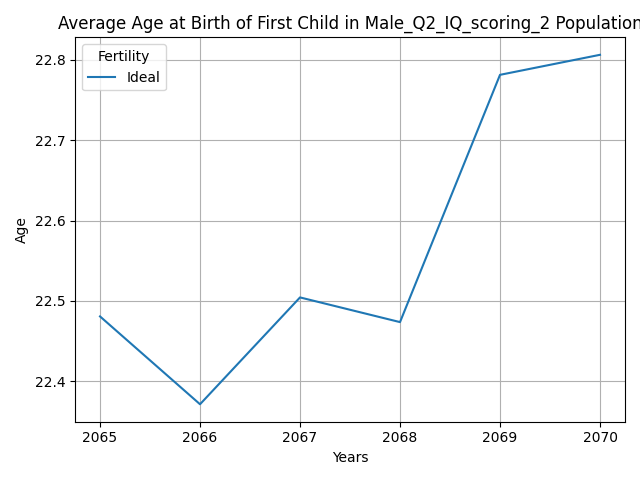 Average Age at Birth of First Child in Male_Q2_IQ_scoring_2 Population
Fertility
Ideal
22.8
22.7
22.6
22.5
22.4
Age
2065 2066 2067 2068 2069 2070
Years